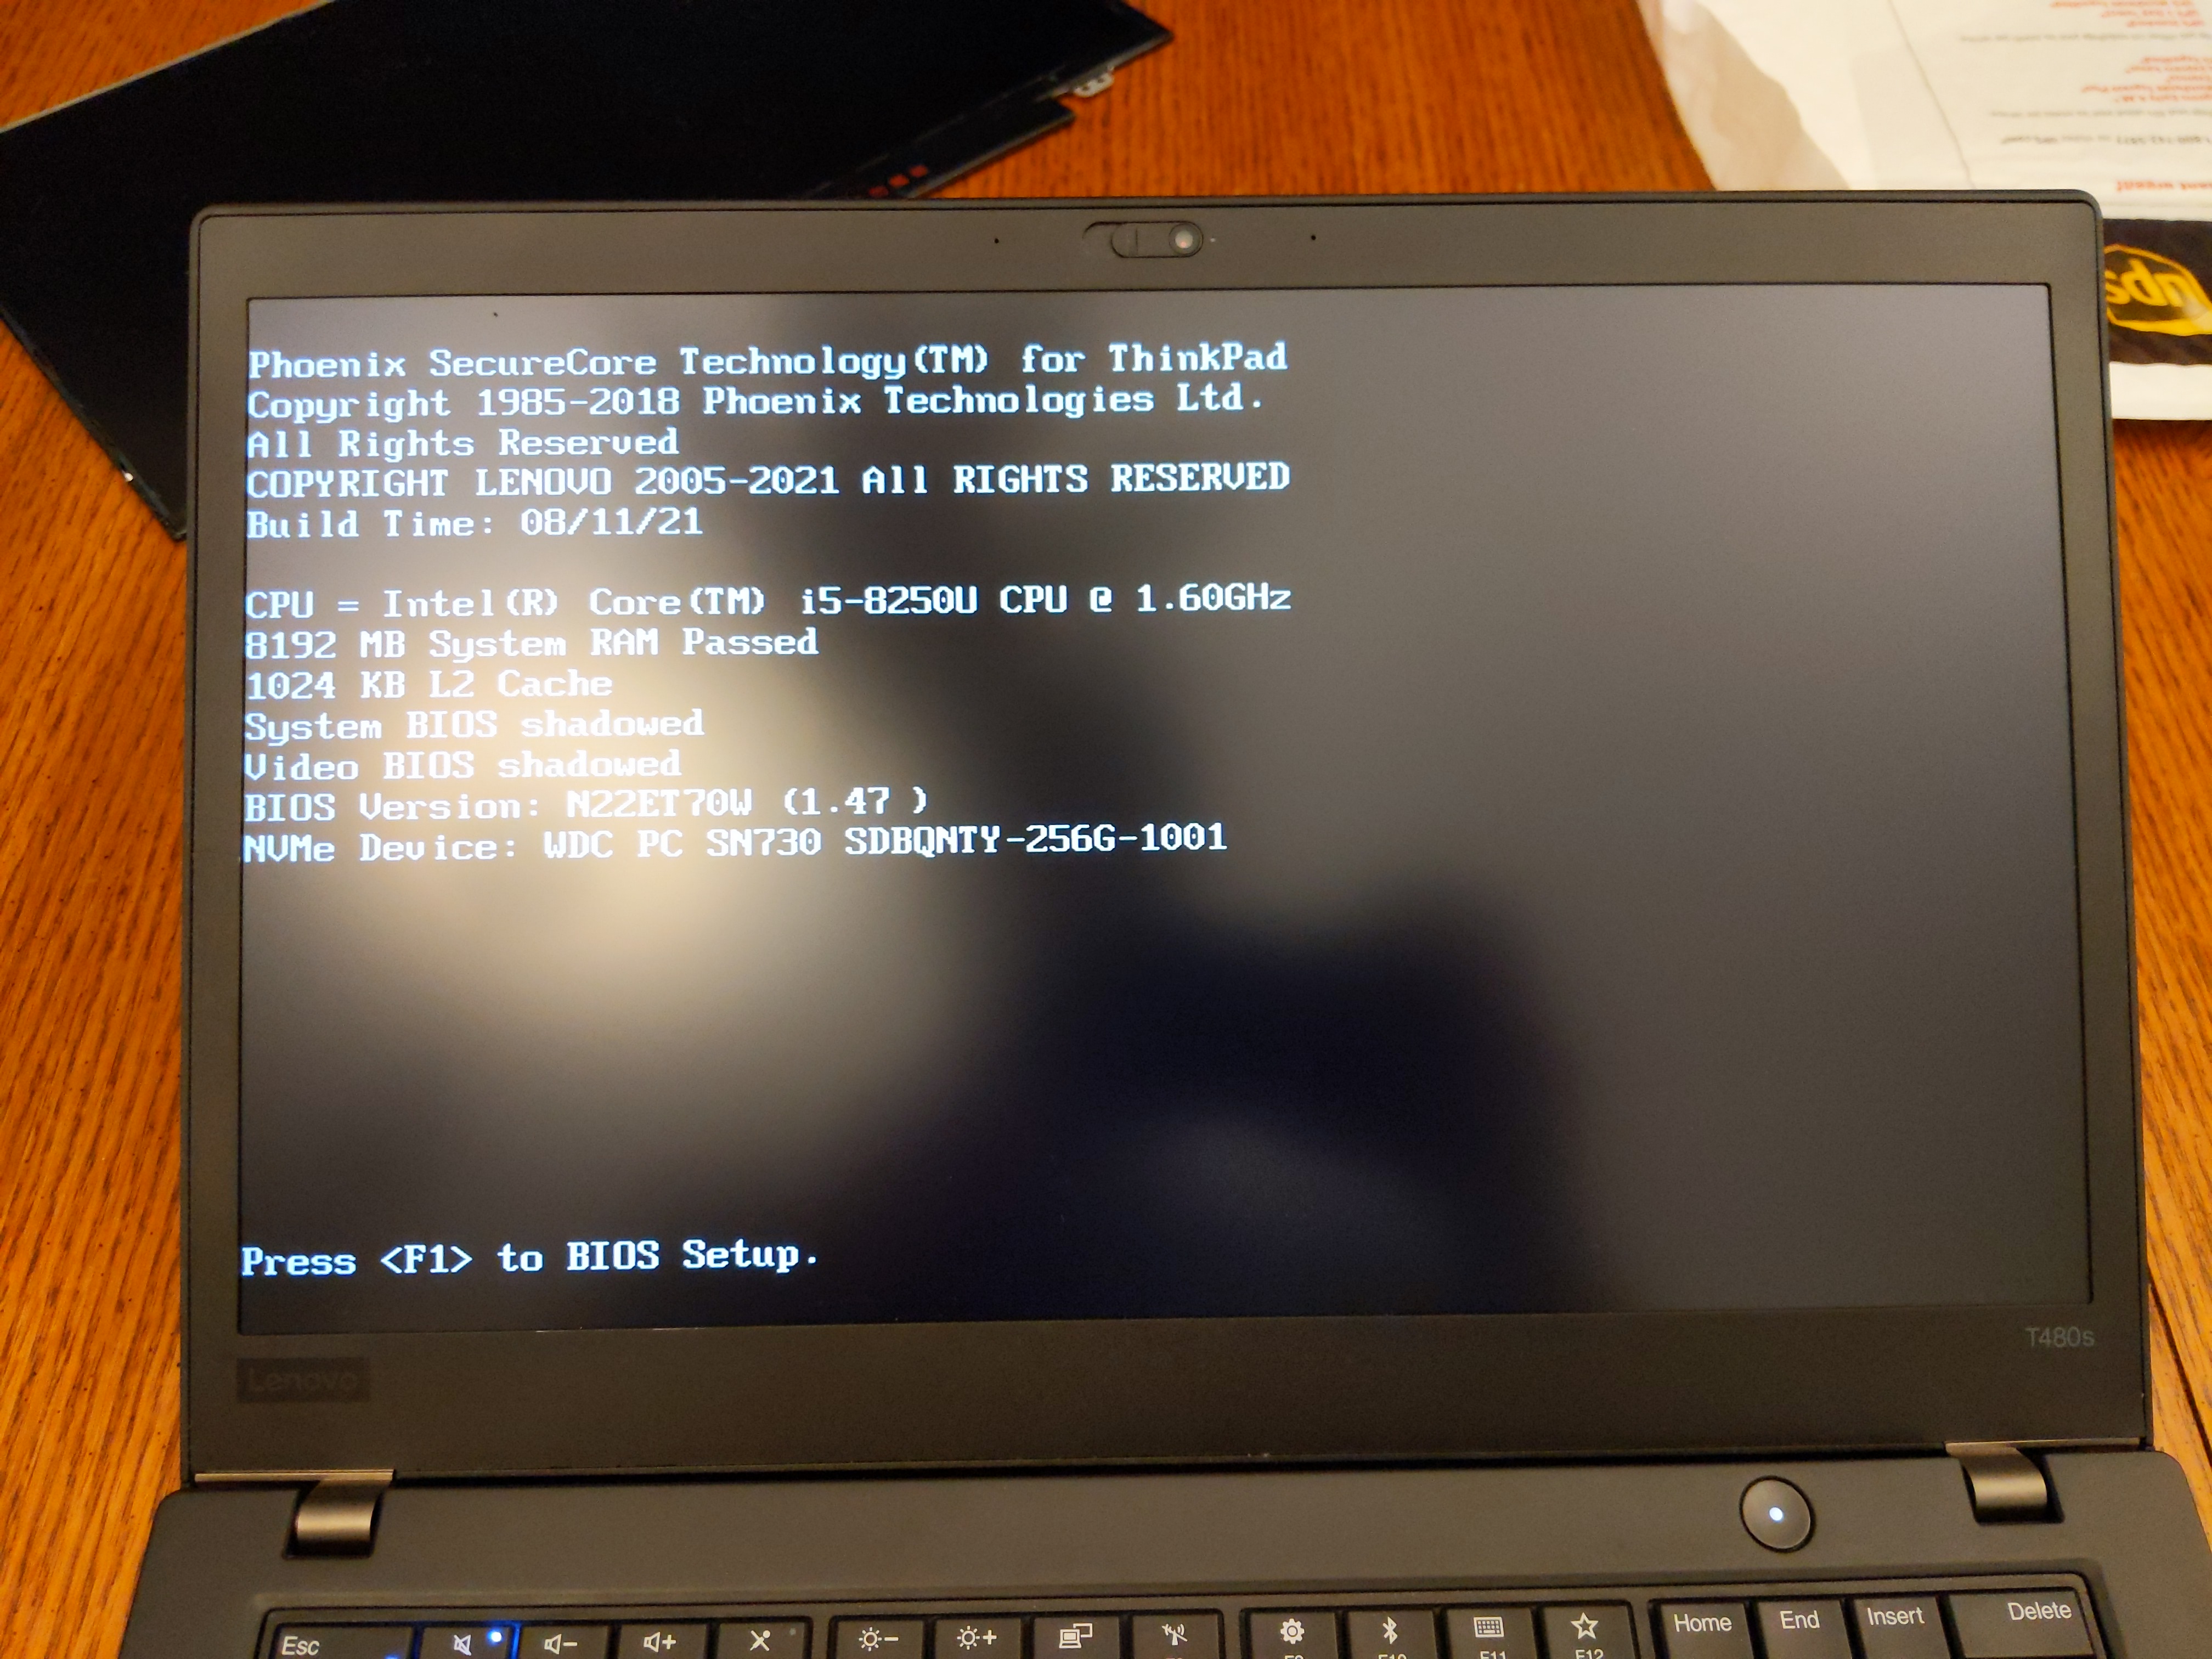 ups
Phoenix SecureCore Technology(TM) for ThinkPad
Copyright 1985-2018 Phoenix Technologies Ltd.
All Rights Reserved
COPYRIGHT LENOVO 2005-2021 All RIGHTS RESERVED
Build Time: 08/11/21
CPU = Intel(R) Core(TM) i5-8250U CPU @ 1.60GHz
8192 MB System RAM Passed
1024 KB L2 Cache
System BIOS shadowed
Video BIOS shadowed
BIOS Version: N22ET70W (1.47 )
NVMe Device: WDC PC SN730 SDBQNTY-256G-1001
Press <F1> to BIOS Setup.
T480s
Lenovo
Esc
F10 F11 F12
Home End Insert Delete